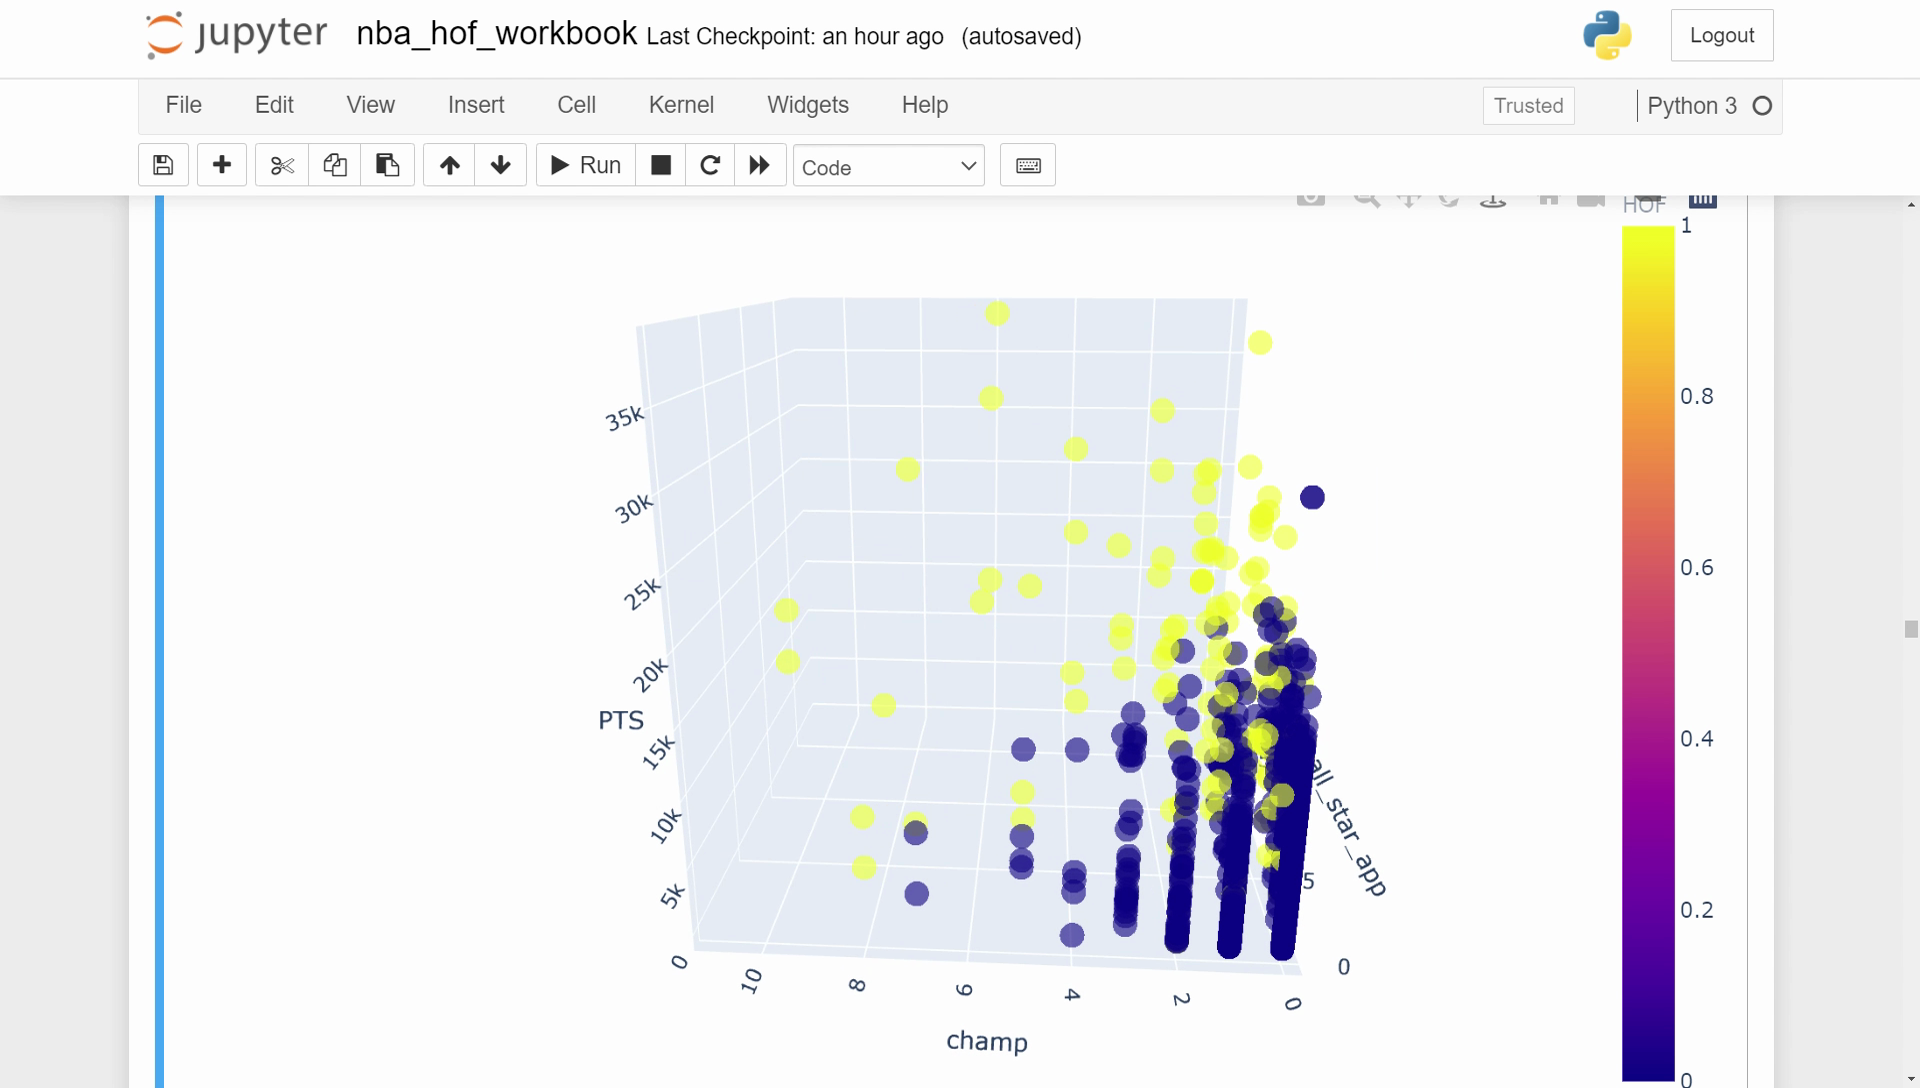 jupyter nba_hof_workbook Last Checkpoint: an hour ago (autosaved) Logout
File Edit View Insert Cell Kernel Widgets Help Trusted Python 3
Run Code
HOF
1
0.8
0.6
0.4
0.2
0
35k
30k
25k
20k
PTS
15k
10k
5k
0
all_star_app
5
0
10 8 6 4 2 0
champ